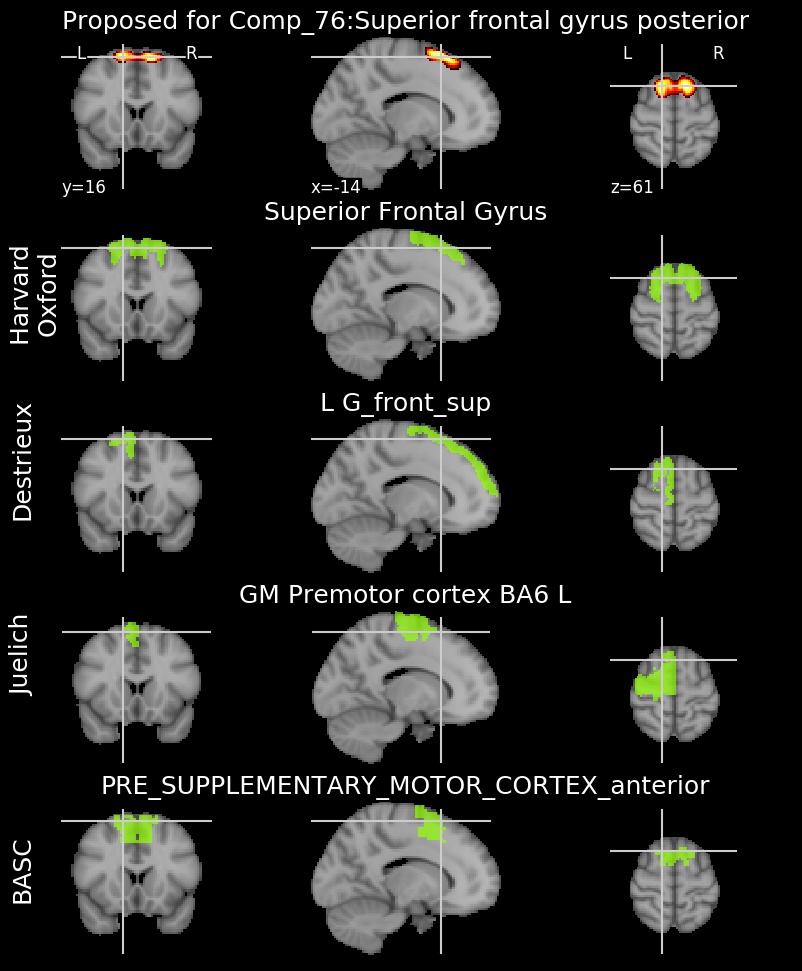 Proposed for Comp_76:Superior frontal gyrus posterior
L R L R
y=16 x=-14 z=61
Superior Frontal Gyrus
Harvard
Oxford
L G_front_sup
Destrieux
GM Premotor cortex BA6 L
Juelich
PRE_SUPPLEMENTARY_MOTOR_CORTEX_anterior
BASC